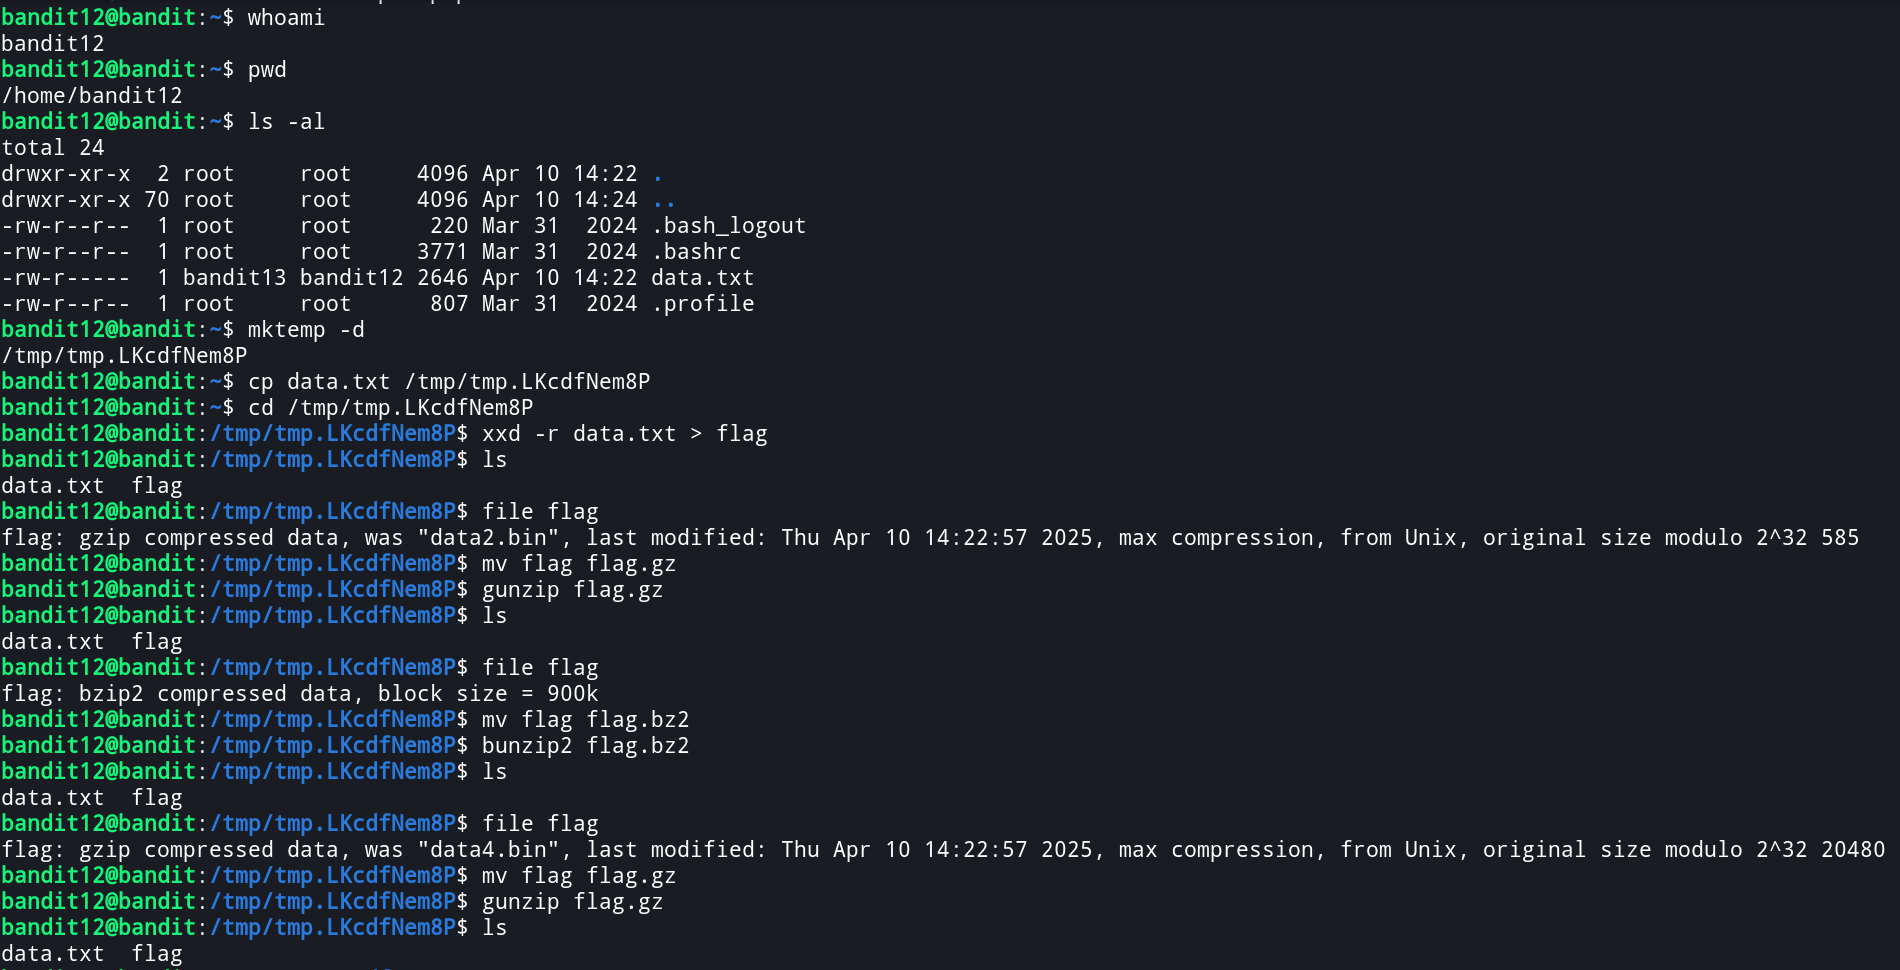 bandit12@bandit:~$ whoami
bandit12
bandit12@bandit:~$ pwd
/home/bandit12
bandit12@bandit:~$ ls -al
total 24
drwxr-xr-x  2 root     root     4096 Apr 10 14:22 .
drwxr-xr-x 70 root     root     4096 Apr 10 14:24 ..
-rw-r--r--  1 root     root      220 Mar 31  2024 .bash_logout
-rw-r--r--  1 root     root     3771 Mar 31  2024 .bashrc
-rw-r-----  1 bandit13 bandit12 2646 Apr 10 14:22 data.txt
-rw-r--r--  1 root     root      807 Mar 31  2024 .profile
bandit12@bandit:~$ mktemp -d
/tmp/tmp.LKcdfNem8P
bandit12@bandit:~$ cp data.txt /tmp/tmp.LKcdfNem8P
bandit12@bandit:~$ cd /tmp/tmp.LKcdfNem8P
bandit12@bandit:/tmp/tmp.LKcdfNem8P$ xxd -r data.txt > flag
bandit12@bandit:/tmp/tmp.LKcdfNem8P$ ls
data.txt  flag
bandit12@bandit:/tmp/tmp.LKcdfNem8P$ file flag
flag: gzip compressed data, was "data2.bin", last modified: Thu Apr 10 14:22:57 2025, max compression, from Unix, original size modulo 2^32 585
bandit12@bandit:/tmp/tmp.LKcdfNem8P$ mv flag flag.gz
bandit12@bandit:/tmp/tmp.LKcdfNem8P$ gunzip flag.gz
bandit12@bandit:/tmp/tmp.LKcdfNem8P$ ls
data.txt  flag
bandit12@bandit:/tmp/tmp.LKcdfNem8P$ file flag
flag: bzip2 compressed data, block size = 900k
bandit12@bandit:/tmp/tmp.LKcdfNem8P$ mv flag flag.bz2
bandit12@bandit:/tmp/tmp.LKcdfNem8P$ bunzip2 flag.bz2
bandit12@bandit:/tmp/tmp.LKcdfNem8P$ ls
data.txt  flag
bandit12@bandit:/tmp/tmp.LKcdfNem8P$ file flag
flag: gzip compressed data, was "data4.bin", last modified: Thu Apr 10 14:22:57 2025, max compression, from Unix, original size modulo 2^32 20480
bandit12@bandit:/tmp/tmp.LKcdfNem8P$ mv flag flag.gz
bandit12@bandit:/tmp/tmp.LKcdfNem8P$ gunzip flag.gz
bandit12@bandit:/tmp/tmp.LKcdfNem8P$ ls
data.txt  flag